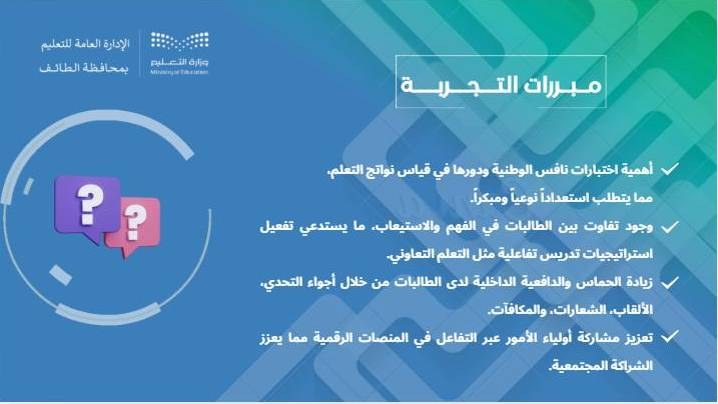 الإدارة العامة للتعليم
بمحافظة الطائف
وزارة التعليم
Ministry of Education
مبررات التجربة
أهمية اختبارات نافس الوطنية ودورها في قياس نواتج التعلم،
مما يتطلب استعداداً نوعياً ومبكراً.
وجود تفاوت بين الطالبات في الفهم والاستيعاب، ما يستدعي تفعيل
استراتيجيات تدريس تفاعلية مثل التعلم التعاوني.
زيادة الحماس والدافعية الداخلية لدى الطالبات من خلال أجواء التحدي،
الألقاب، الشعارات، والمكافآت.
تعزيز مشاركة أولياء الأمور عبر التفاعل في المنصات الرقمية مما يعزز
الشراكة المجتمعية.
?
?